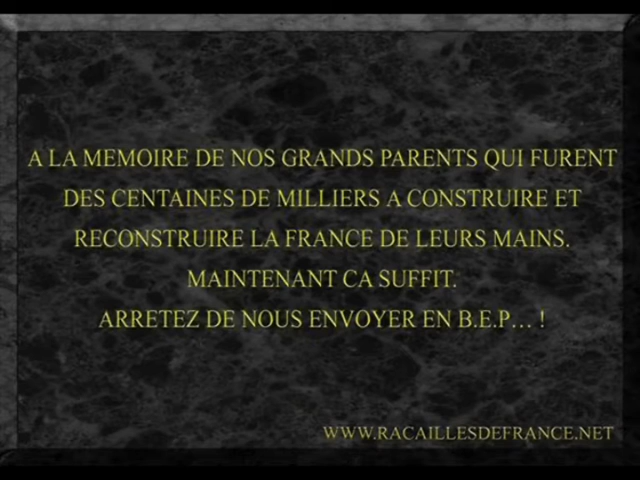 A LA MEMOIRE DE NOS GRANDS PARENTS QUI FURENT
DES CENTAINES DE MILLIERS A CONSTRUIRE ET
RECONSTRUIRE LA FRANCE DE LEURS MAINS.
MAINTENANT CA SUFFIT.
ARRETEZ DE NOUS ENVOYER EN B.E.P... !
WWW.RACAILLESDEFRANCE.NET